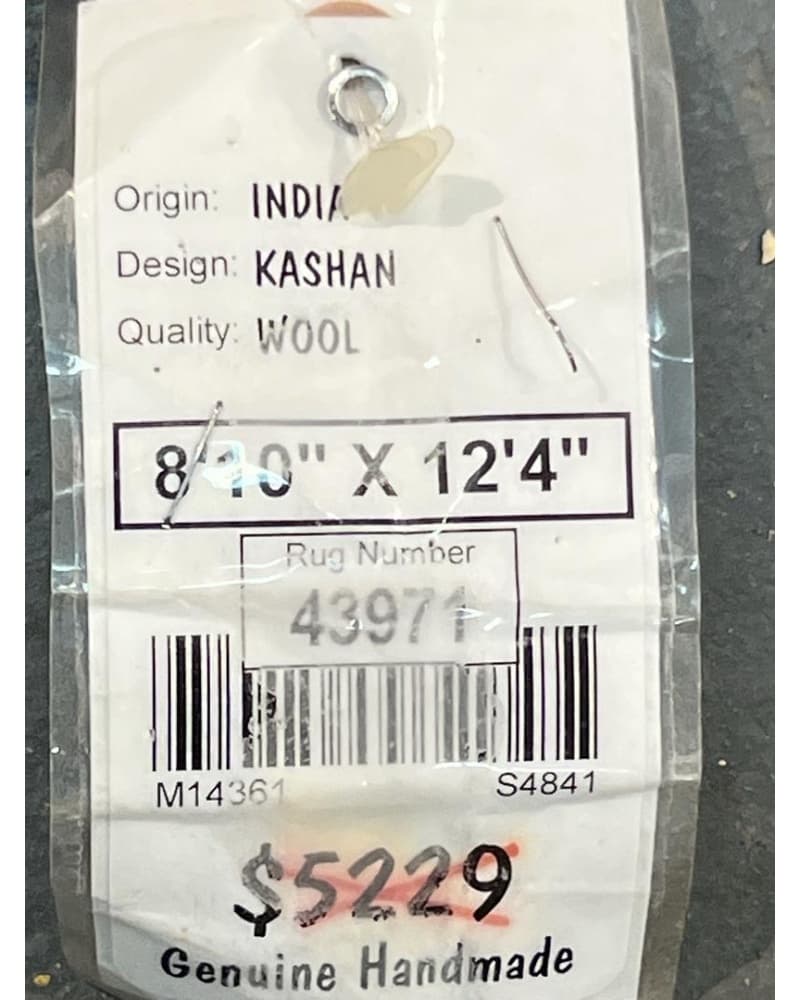 Origin: INDIA
Design: KASHAN
Quality: WOOL
8'10" X 12'4"
Rug Number
43971
M14361 S4841
$5229
Genuine Handmade